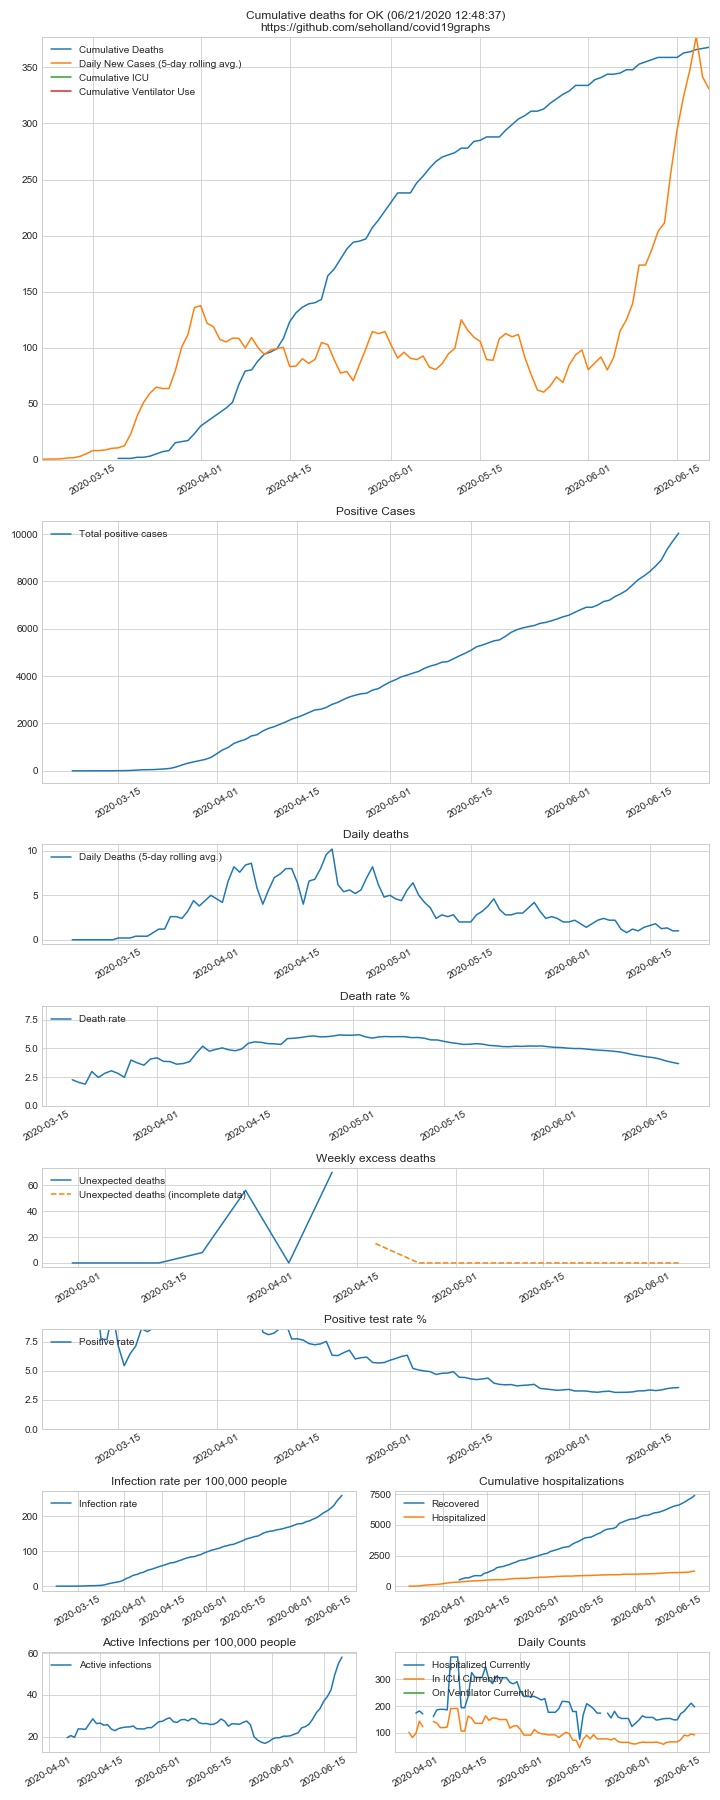 Cumulative deaths for OK (06/21/2020 12:48:37)
https://github.com/seholland/covid19graphs
Cumulative Deaths
Daily New Cases (5-day rolling avg.)
Cumulative ICU
Cumulative Ventilator Use
350
300
250
200
150
100
50
0
2020-03-15 2020-04-01 2020-04-15 2020-05-01 2020-05-15 2020-06-01 2020-06-15
Positive Cases
Total positive cases
10000
8000
6000
4000
2000
0
2020-03-15 2020-04-01 2020-04-15 2020-05-01 2020-05-15 2020-06-01 2020-06-15
Daily deaths
Daily Deaths (5-day rolling avg.)
10
5
0
2020-03-15 2020-04-01 2020-04-15 2020-05-01 2020-05-15 2020-06-01 2020-06-15
Death rate %
Death rate
7.5
5.0
2.5
0.0
2020-03-15 2020-04-01 2020-04-15 2020-05-01 2020-05-15 2020-06-01 2020-06-15
Weekly excess deaths
Unexpected deaths
Unexpected deaths (incomplete data)
60
40
20
0
2020-03-01 2020-03-15 2020-04-01 2020-04-15 2020-05-01 2020-05-15 2020-06-01
Positive test rate %
Positive rate
7.5
5.0
2.5
0.0
2020-03-15 2020-04-01 2020-04-15 2020-05-01 2020-05-15 2020-06-01 2020-06-15
Infection rate per 100,000 people
Infection rate
200
100
0
2020-03-15 2020-04-01 2020-04-15 2020-05-01 2020-05-15 2020-06-01 2020-06-15
Cumulative hospitalizations
Recovered
Hospitalized
7500
5000
2500
0
2020-04-01 2020-04-15 2020-05-01 2020-05-15 2020-06-01 2020-06-15
Active Infections per 100,000 people
Active infections
60
40
20
2020-04-01 2020-04-15 2020-05-01 2020-05-15 2020-06-01 2020-06-15
Daily Counts
Hospitalized Currently
In ICU Currently
On Ventilator Currently
300
200
100
2020-04-01 2020-04-15 2020-05-01 2020-05-15 2020-06-01 2020-06-15